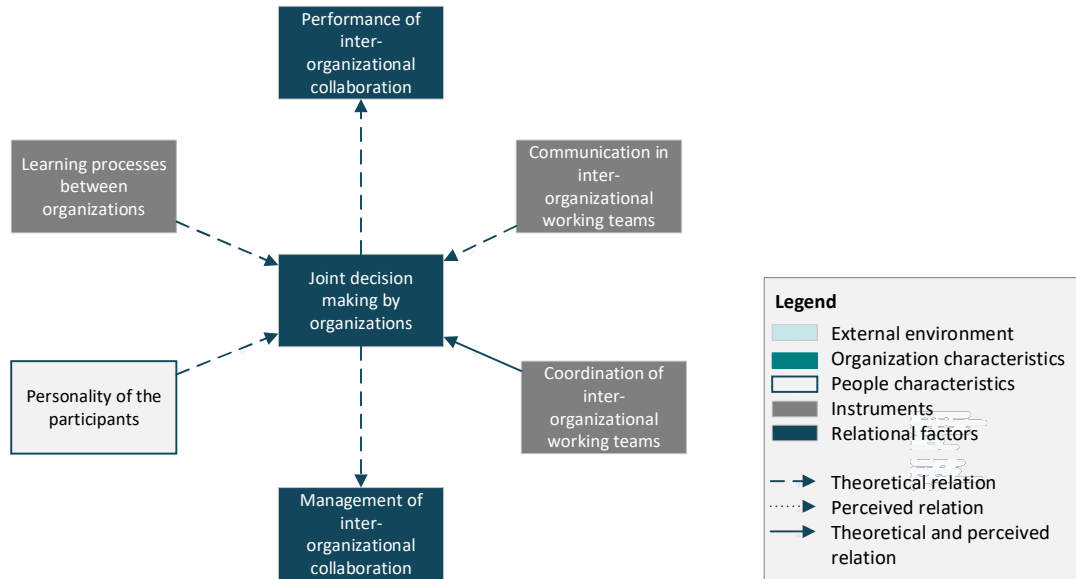 Performance of
inter-
organizational
collaboration
Learning processes
between
organizations
Communication in
inter-
organizational
working teams
Joint decision
making by
organizations
Personality of the
participants
Coordination of
inter-
organizational
working teams
Management of
inter-
organizational
collaboration
Legend
External environment
Organization characteristics
People characteristics
Instruments
Relational factors
Theoretical relation
Perceived relation
Theoretical and perceived
relation